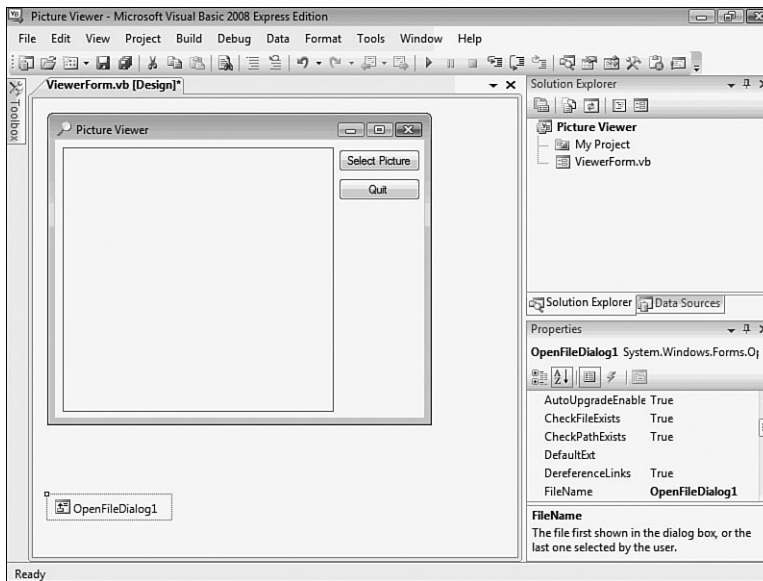 Picture Viewer - Microsoft Visual Basic 2008 Express Edition
File Edit View Project Build Debug Data Format Tools Window Help
Toolbox
ViewerForm.vb [Design]*
Picture Viewer
Select Picture
Quit
OpenFileDialog1
Solution Explorer
Picture Viewer
My Project
ViewerForm.vb
Solution Explorer Data Sources
Properties
OpenFileDialog1 System.Windows.Forms.Op
AutoUpgradeEnable True
CheckFileExists True
CheckPathExists True
DefaultExt
DereferenceLinks True
FileName OpenFileDialog1
FileName
The file first shown in the dialog box, or the
last one selected by the user.
Ready